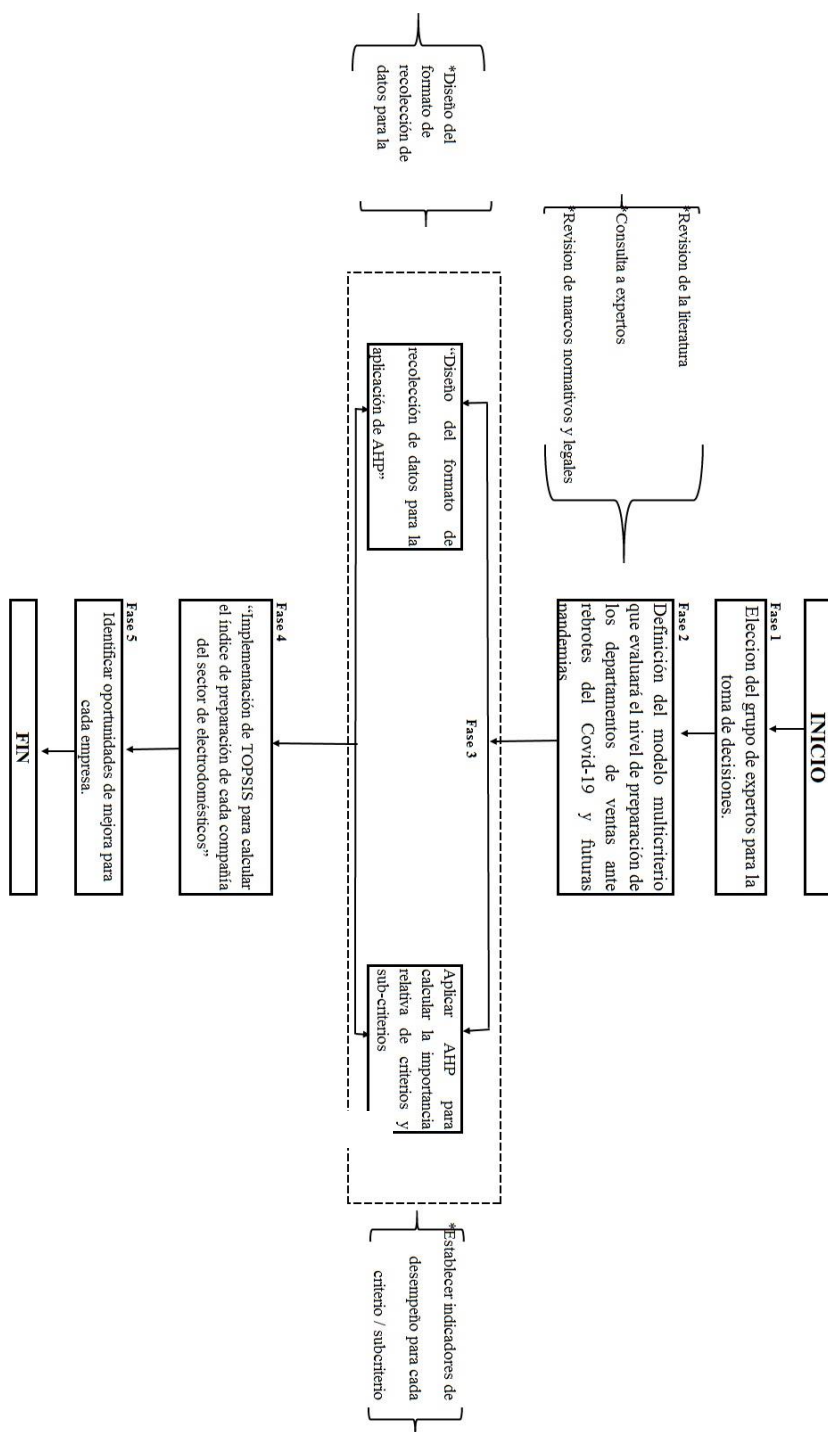 INICIO
Fase 1
Eleccion del grupo de expertos para la
toma de decisiones.
Fase 2
Definición del modelo multicriterio
que evaluará el nivel de preparación de
los departamentos de ventas ante
rebrotes del Covid-19 y futuras
pandemias
*Revision de la literatura
*Consulta a expertos
*Revision de marcos normativos y legales
Fase 3
*Diseño del
formato de
recolección de
datos para la
“Diseño del formato de
recolección de datos para la
aplicación de AHP”
Aplicar AHP para
calcular la importancia
relativa de criterios y
sub-criterios
*Establecer indicadores de
desempeño para cada
criterio / subcriterio
Fase 4
“Implementación de TOPSIS para calcular
el índice de preparación de cada compañía
del sector de electrodomésticos”
Fase 5
Identificar oportunidades de mejora para
cada empresa.
FIN